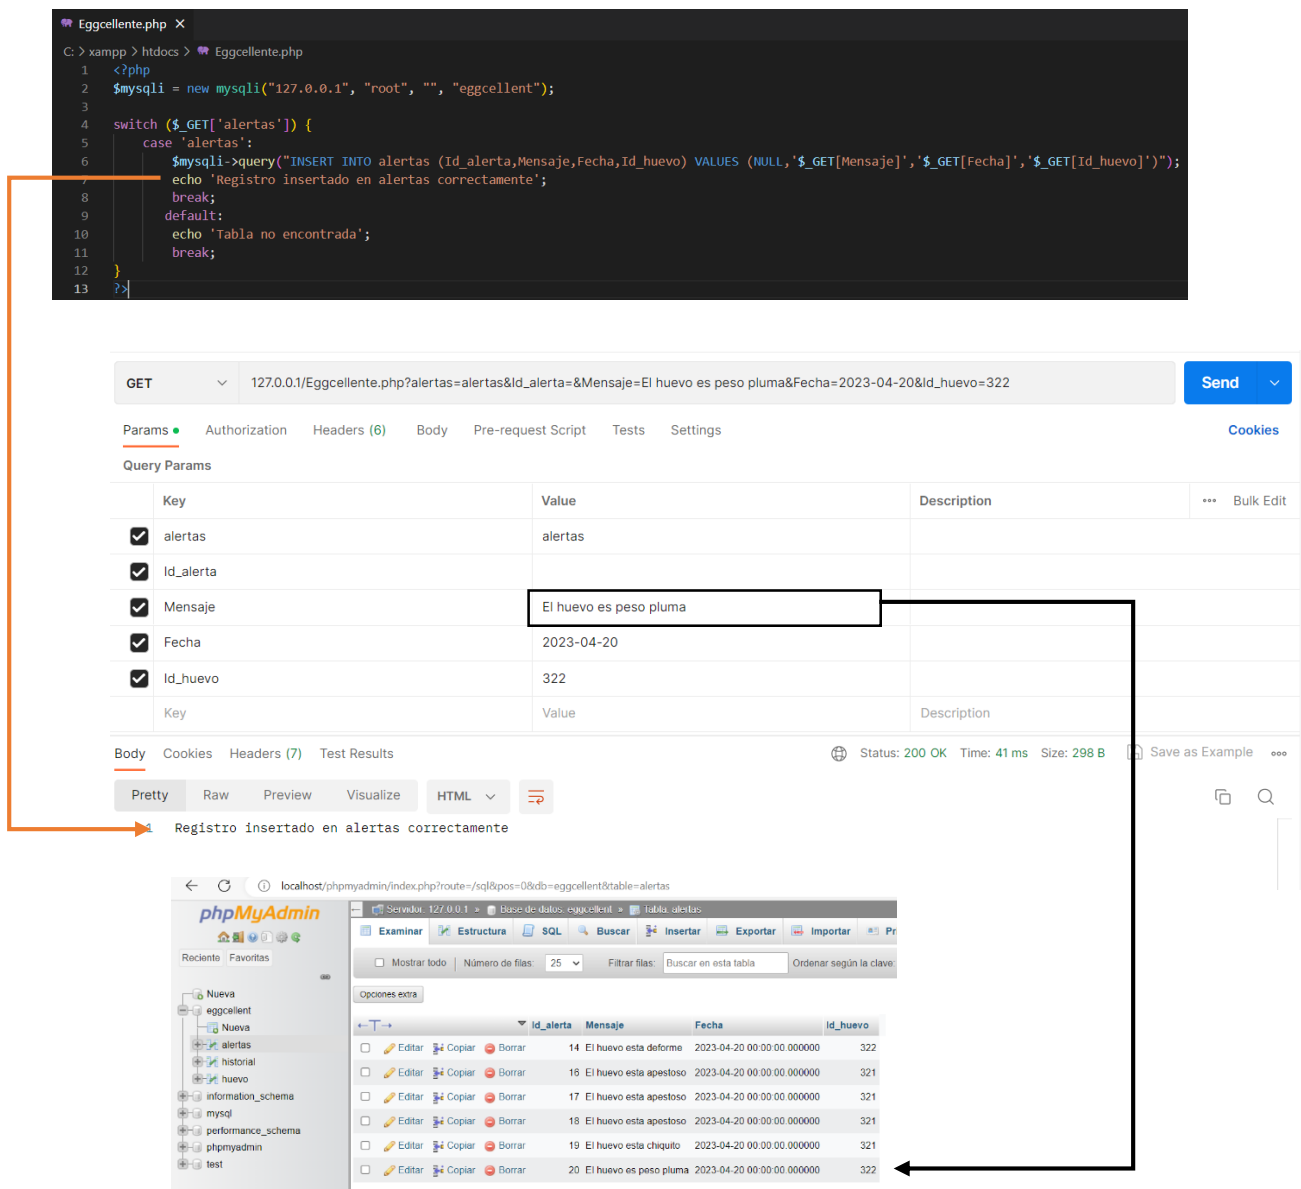 Eggcellente.php ✕
C: > xampp > htdocs > Eggcellente.php
1 <?php
2 $mysqli = new mysqli("127.0.0.1", "root", "", "eggcellent");
3
4 switch ($_GET['alertas']) {
5 case 'alertas':
6 $mysqli->query("INSERT INTO alertas (Id_alerta,Mensaje,Fecha,Id_huevo) VALUES (NULL,'$_GET[Mensaje]','$_GET[Fecha]','$_GET[Id_huevo]')");
7 echo 'Registro insertado en alertas correctamente';
8 break;
9 default:
10 echo 'Tabla no encontrada';
11 break;
12 }
13 ?>
GET 127.0.0.1/Eggcellente.php?alertas=alertas&Id_alerta=&Mensaje=El huevo es peso pluma&Fecha=2023-04-20&Id_huevo=322 Send
Params Authorization Headers (6) Body Pre-request Script Tests Settings Cookies
Query Params
Key Value Description ••• Bulk Edit
alertas alertas
Id_alerta
Mensaje El huevo es peso pluma
Fecha 2023-04-20
Id_huevo 322
Key Value Description
Body Cookies Headers (7) Test Results Status: 200 OK Time: 41 ms Size: 298 B Save as Example
Pretty Raw Preview Visualize HTML
1 Registro insertado en alertas correctamente
localhost/phpmyadmin/index.php?route=/sql&pos=0&db=eggcellent&table=alertas
phpMyAdmin
Reciente Favoritas
Nueva
eggcellent
Nueva
alertas
historial
huevo
information_schema
mysql
performance_schema
phpmyadmin
test
Servidor: 127.0.0.1 » Base de datos: eggcellent » Tabla: alertas
Examinar Estructura SQL Buscar Insertar Exportar Importar Pri
Mostrar todo Número de filas: 25 Filtrar filas: Buscar en esta tabla Ordenar según la clave:
Opciones extra
←T→ Id_alerta Mensaje Fecha Id_huevo
Editar Copiar Borrar 14 El huevo esta deforme 2023-04-20 00:00:00.000000 322
Editar Copiar Borrar 16 El huevo esta apestoso 2023-04-20 00:00:00.000000 321
Editar Copiar Borrar 17 El huevo esta apestoso 2023-04-20 00:00:00.000000 321
Editar Copiar Borrar 18 El huevo esta apestoso 2023-04-20 00:00:00.000000 321
Editar Copiar Borrar 19 El huevo esta chiquito 2023-04-20 00:00:00.000000 321
Editar Copiar Borrar 20 El huevo es peso pluma 2023-04-20 00:00:00.000000 322